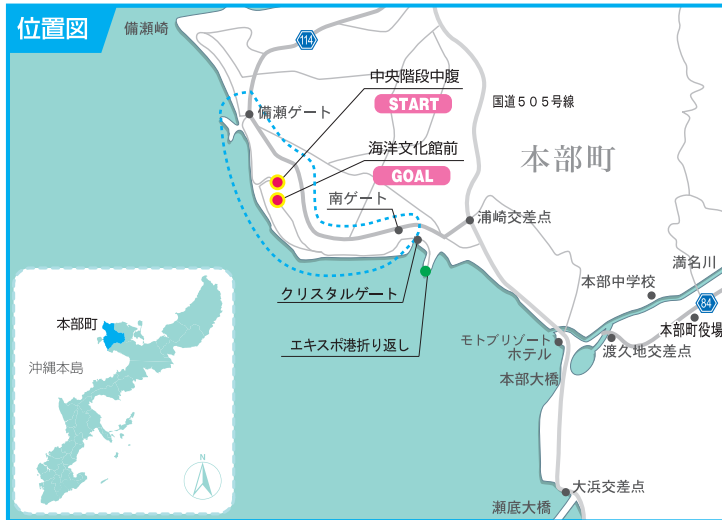 位置図
備瀬崎
114
中央階段中腹
START
国道505号線
備瀬ゲート
海洋文化館前
GOAL
本部町
南ゲート
浦崎交差点
満名川
本部中学校
クリスタルゲート
84
本部町役場
エキスポ港折り返し
モトブリゾート
ホテル
渡久地交差点
本部大橋
本部町
沖縄本島
N
大浜交差点
瀬底大橋